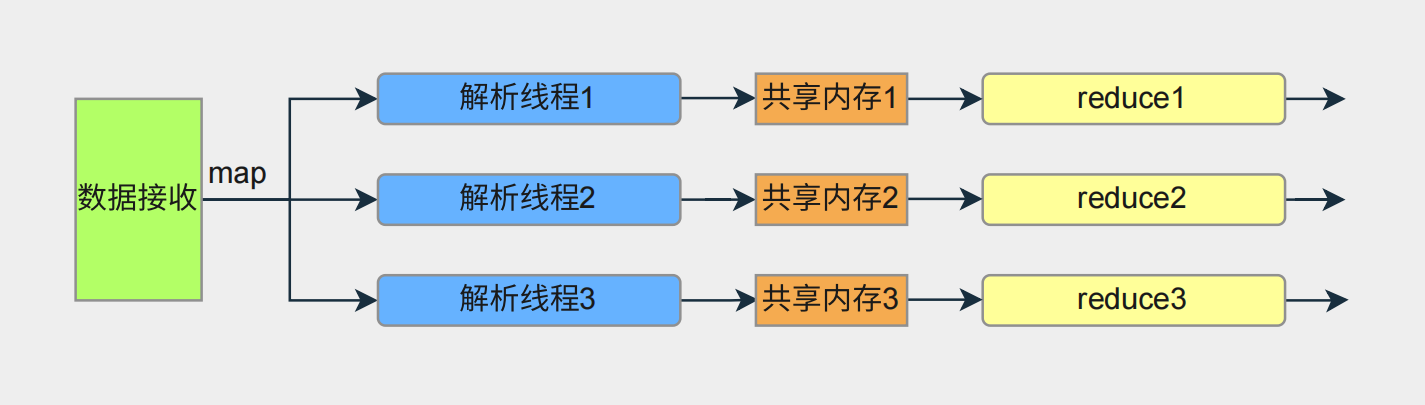 数据接收
map
解析线程1
共享内存1
reduce1
解析线程2
共享内存2
reduce2
解析线程3
共享内存3
reduce3